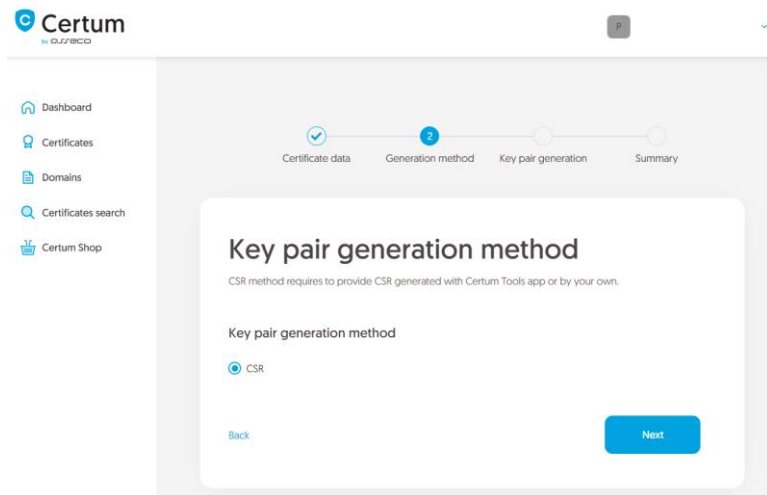 Certum
by asseco
P
Dashboard
Certificates
Domains
Certificates search
Certum Shop
2
Certificate data
Generation method
Key pair generation
Summary
Key pair generation method
CSR method requires to provide CSR generated with Certum Tools app or by your own.
Key pair generation method
CSR
Back
Next